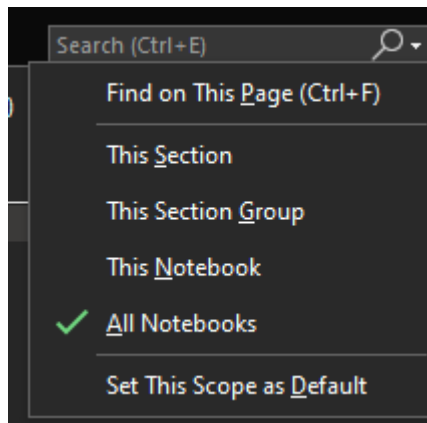 Search (Ctrl+E)
Find on This Page (Ctrl+F)
This Section
This Section Group
This Notebook
All Notebooks
Set This Scope as Default